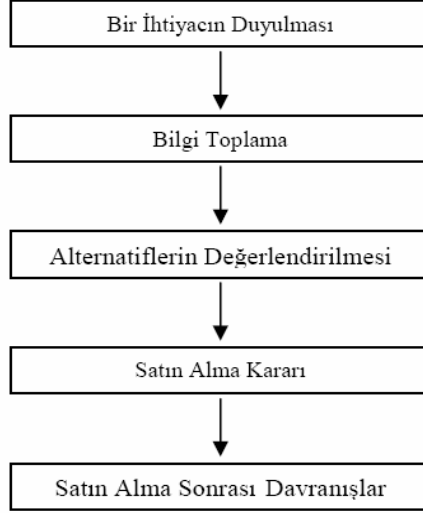 Bir İhtiyacın Duyulması
Bilgi Toplama
Alternatiflerin Değerlendirilmesi
Satın Alma Kararı
Satın Alma Sonrası Davranışlar